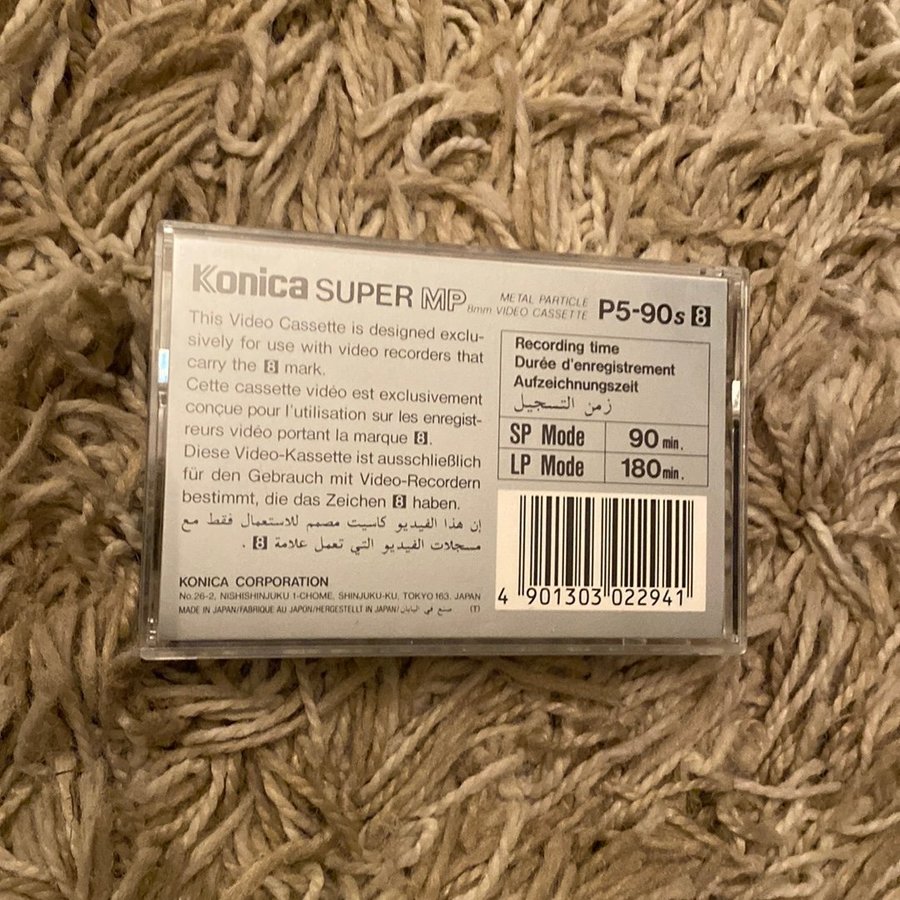 Konica SUPER MP METAL PARTICLE 8mm VIDEO CASSETTE P5-90s 8
This Video Cassette is designed exclu-
sively for use with video recorders that
carry the 8 mark.
Cette cassette vidéo est exclusivement
conçue pour l'utilisation sur les enregist-
reurs vidéo portant la marque 8.
Diese Video-Kassette ist ausschließlich
für den Gebrauch mit Video-Recordern
bestimmt, die das Zeichen 8 haben.
إن هذا الفيديو كاسيت مصمم للاستعمال فقط مع
مسجلات الفيديو التي تعمل علامة 8 .
KONICA CORPORATION
No.26-2, NISHISHINJUKU 1-CHOME, SHINJUKU-KU, TOKYO 163, JAPAN
MADE IN JAPAN/FABRIQUE AU JAPON/HERGESTELLT IN JAPAN/صنع في اليابان (T)
Recording time
Durée d'enregistrement
Aufzeichnungszeit
زمن التسجيل
SP Mode 90 min.
LP Mode 180 min.
4 901303 022941